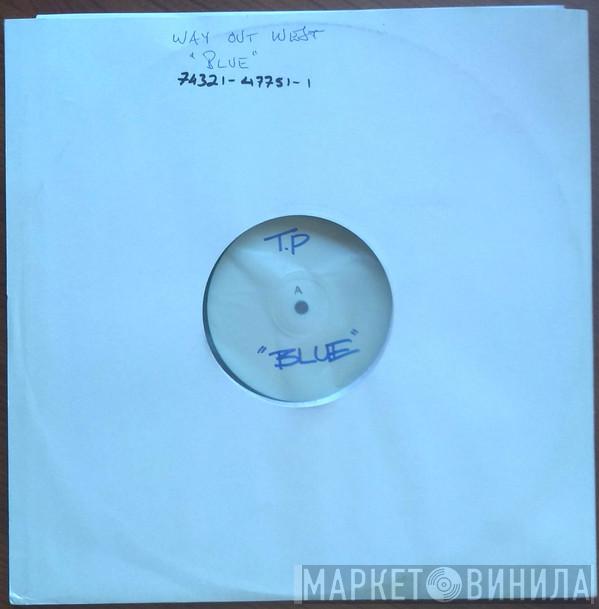 WAY OUT WEST
"BLUE"
74321-47751-1
T.P
A
"BLUE"
МАРКЕТ ВИНИЛА